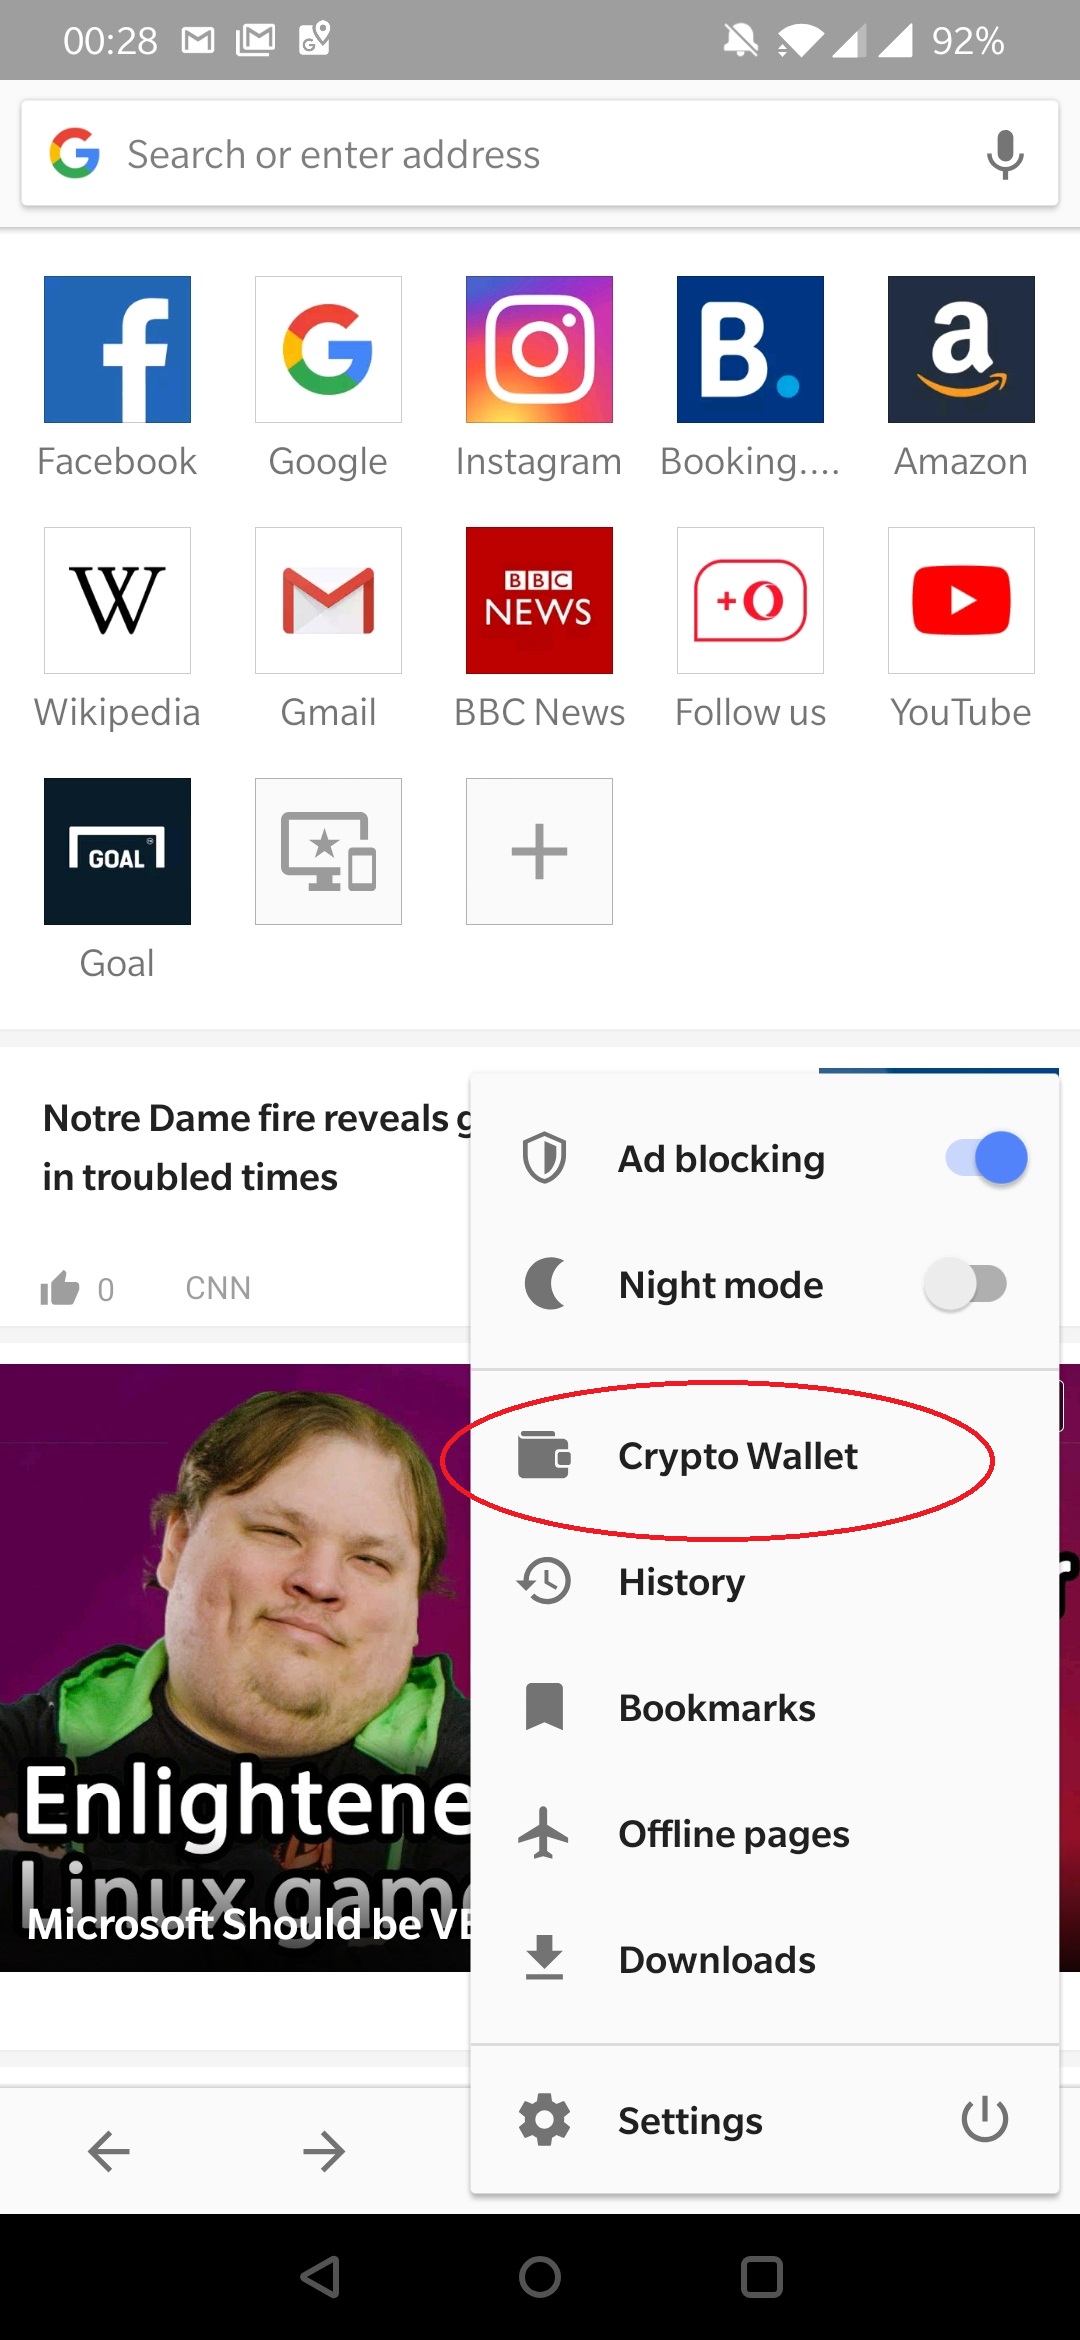 00:28
92%
Search or enter address
Facebook
Google
Instagram
Booking....
Amazon
BBC
NEWS
Wikipedia
Gmail
BBC News
Follow us
YouTube
GOAL
Goal
Notre Dame fire reveals
in troubled times
0
CNN
Ad blocking
Night mode
Crypto Wallet
History
Bookmarks
Offline pages
Downloads
Settings
Enlightene
Linux game
Microsoft Should be